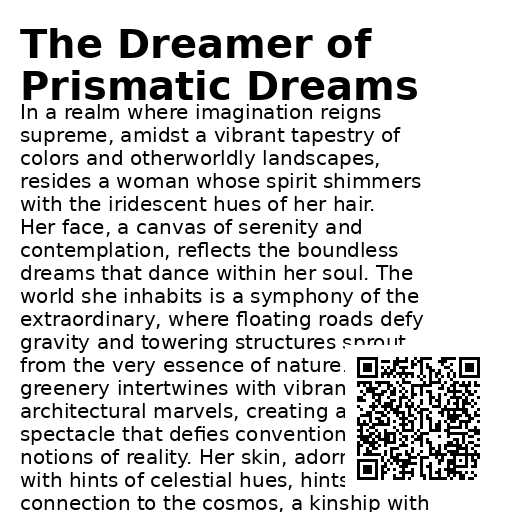 The Dreamer of
Prismatic Dreams
In a realm where imagination reigns
supreme, amidst a vibrant tapestry of
colors and otherworldly landscapes,
resides a woman whose spirit shimmers
with the iridescent hues of her hair.
Her face, a canvas of serenity and
contemplation, reflects the boundless
dreams that dance within her soul. The
world she inhabits is a symphony of the
extraordinary, where floating roads defy
gravity and towering structures sprout
from the very essence of nature.
greenery intertwines with
architectural marvels, creating a
spectacle that defies
notions of reality. Her skin,
with hints of celestial hues,
connection to the cosmos, a kinship with